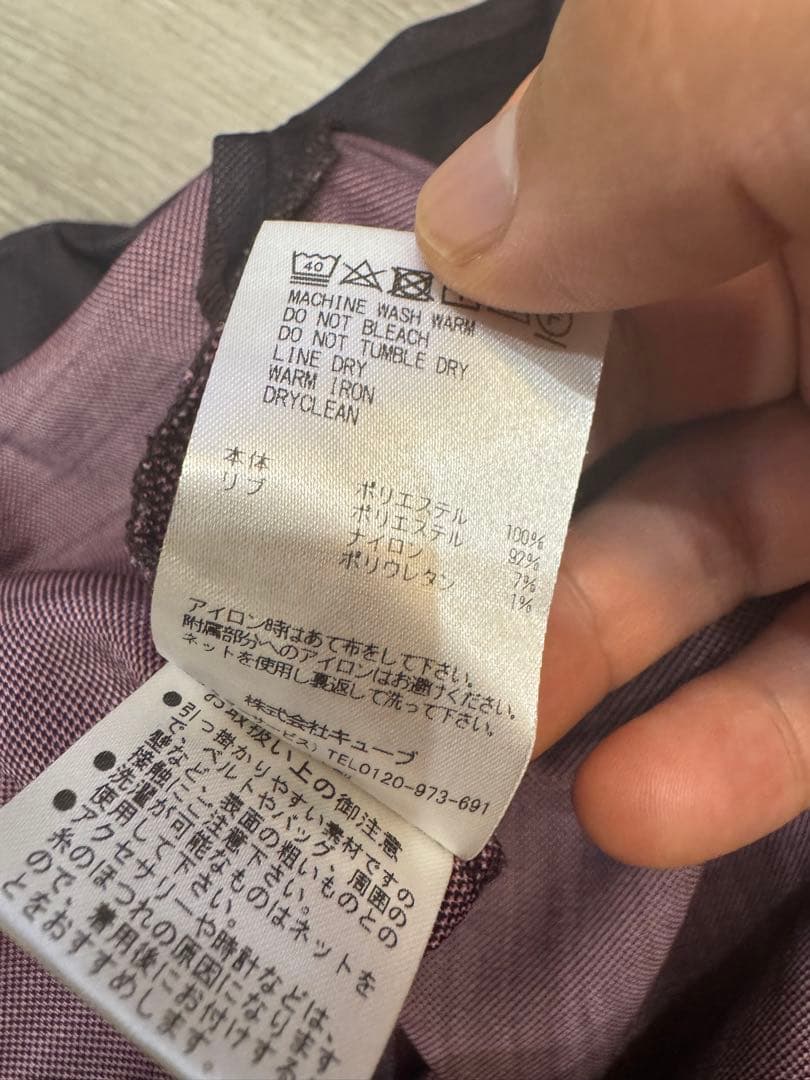 40
MACHINE WASH WARM
DO NOT BLEACH
DO NOT TUMBLE DRY
LINE DRY
WARM IRON
DRYCLEAN
本体 ポリエステル 100%
リブ ポリエステル 92%
ナイロン 7%
ポリウレタン 1%
アイロン時はあて布をして下さい。
附属部分へのアイロンはお避けください。
ネットを使用し裏返して洗って下さい。
株式会社キューブ
TEL0120-973-691
お取扱い上の御注意
●引っ掛かりやすい素材ですの
で、ベルトやバッグ、周囲の
壁など、表面の粗いものとの
接触にご注意下さい。
●洗濯が可能なものはネットを
使用して下さい。
●アクセサリーや時計などは、
糸のほつれの原因になります
ので、着用後にお付けする
とをおすすめします。